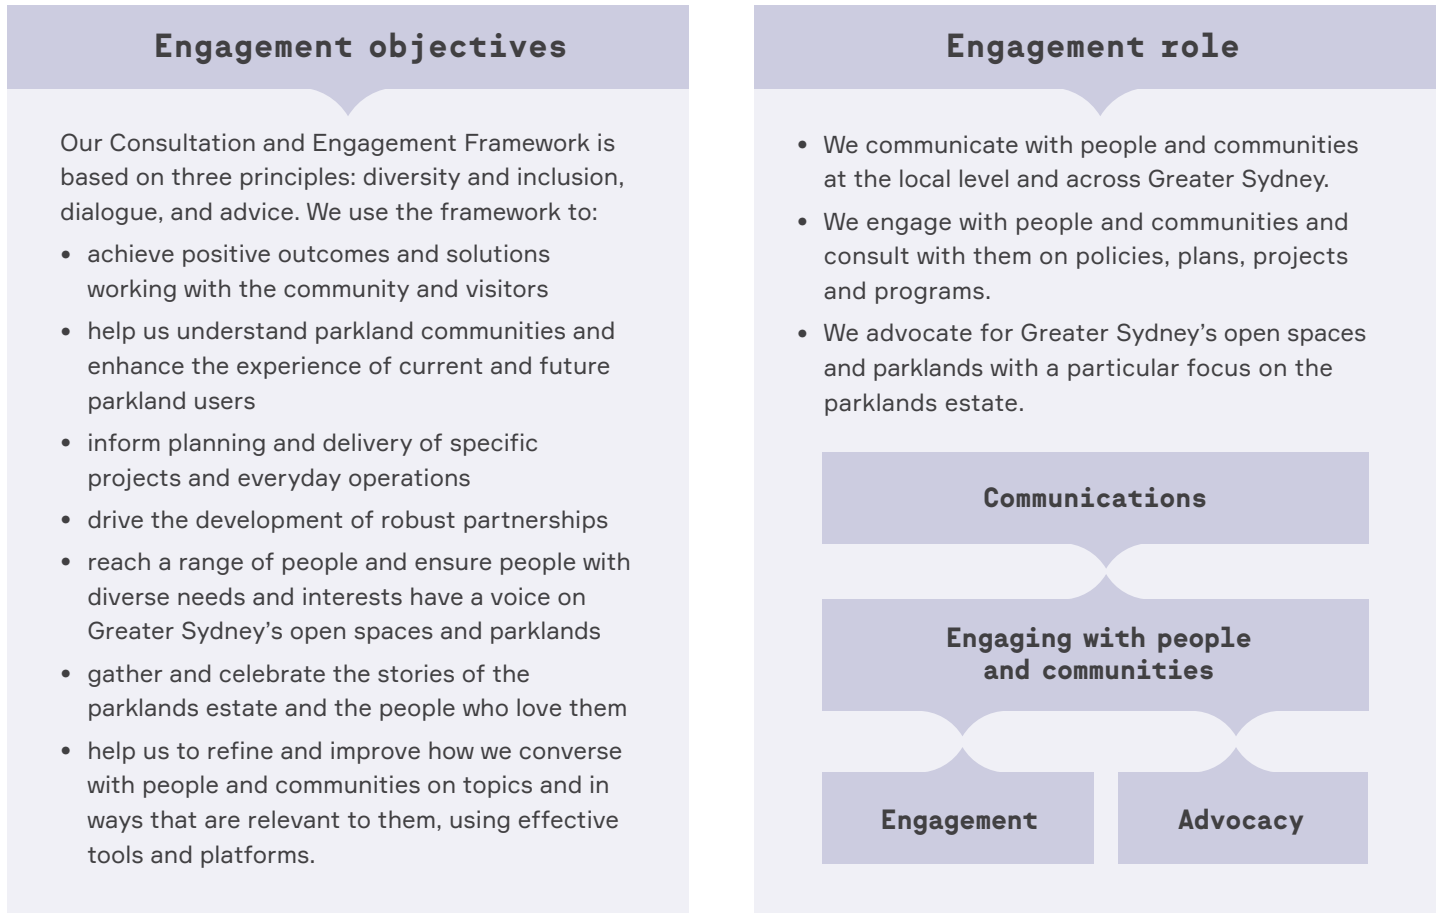 Engagement objectives
Our Consultation and Engagement Framework is
based on three principles: diversity and inclusion,
dialogue, and advice. We use the framework to:
• achieve positive outcomes and solutions
working with the community and visitors
• help us understand parkland communities and
enhance the experience of current and future
parkland users
• inform planning and delivery of specific
projects and everyday operations
• drive the development of robust partnerships
• reach a range of people and ensure people with
diverse needs and interests have a voice on
Greater Sydney’s open spaces and parklands
• gather and celebrate the stories of the
parklands estate and the people who love them
• help us to refine and improve how we converse
with people and communities on topics and in
ways that are relevant to them, using effective
tools and platforms.
Engagement role
• We communicate with people and communities
at the local level and across Greater Sydney.
• We engage with people and communities and
consult with them on policies, plans, projects
and programs.
• We advocate for Greater Sydney’s open spaces
and parklands with a particular focus on the
parklands estate.
Communications
Engaging with people
and communities
Engagement
Advocacy